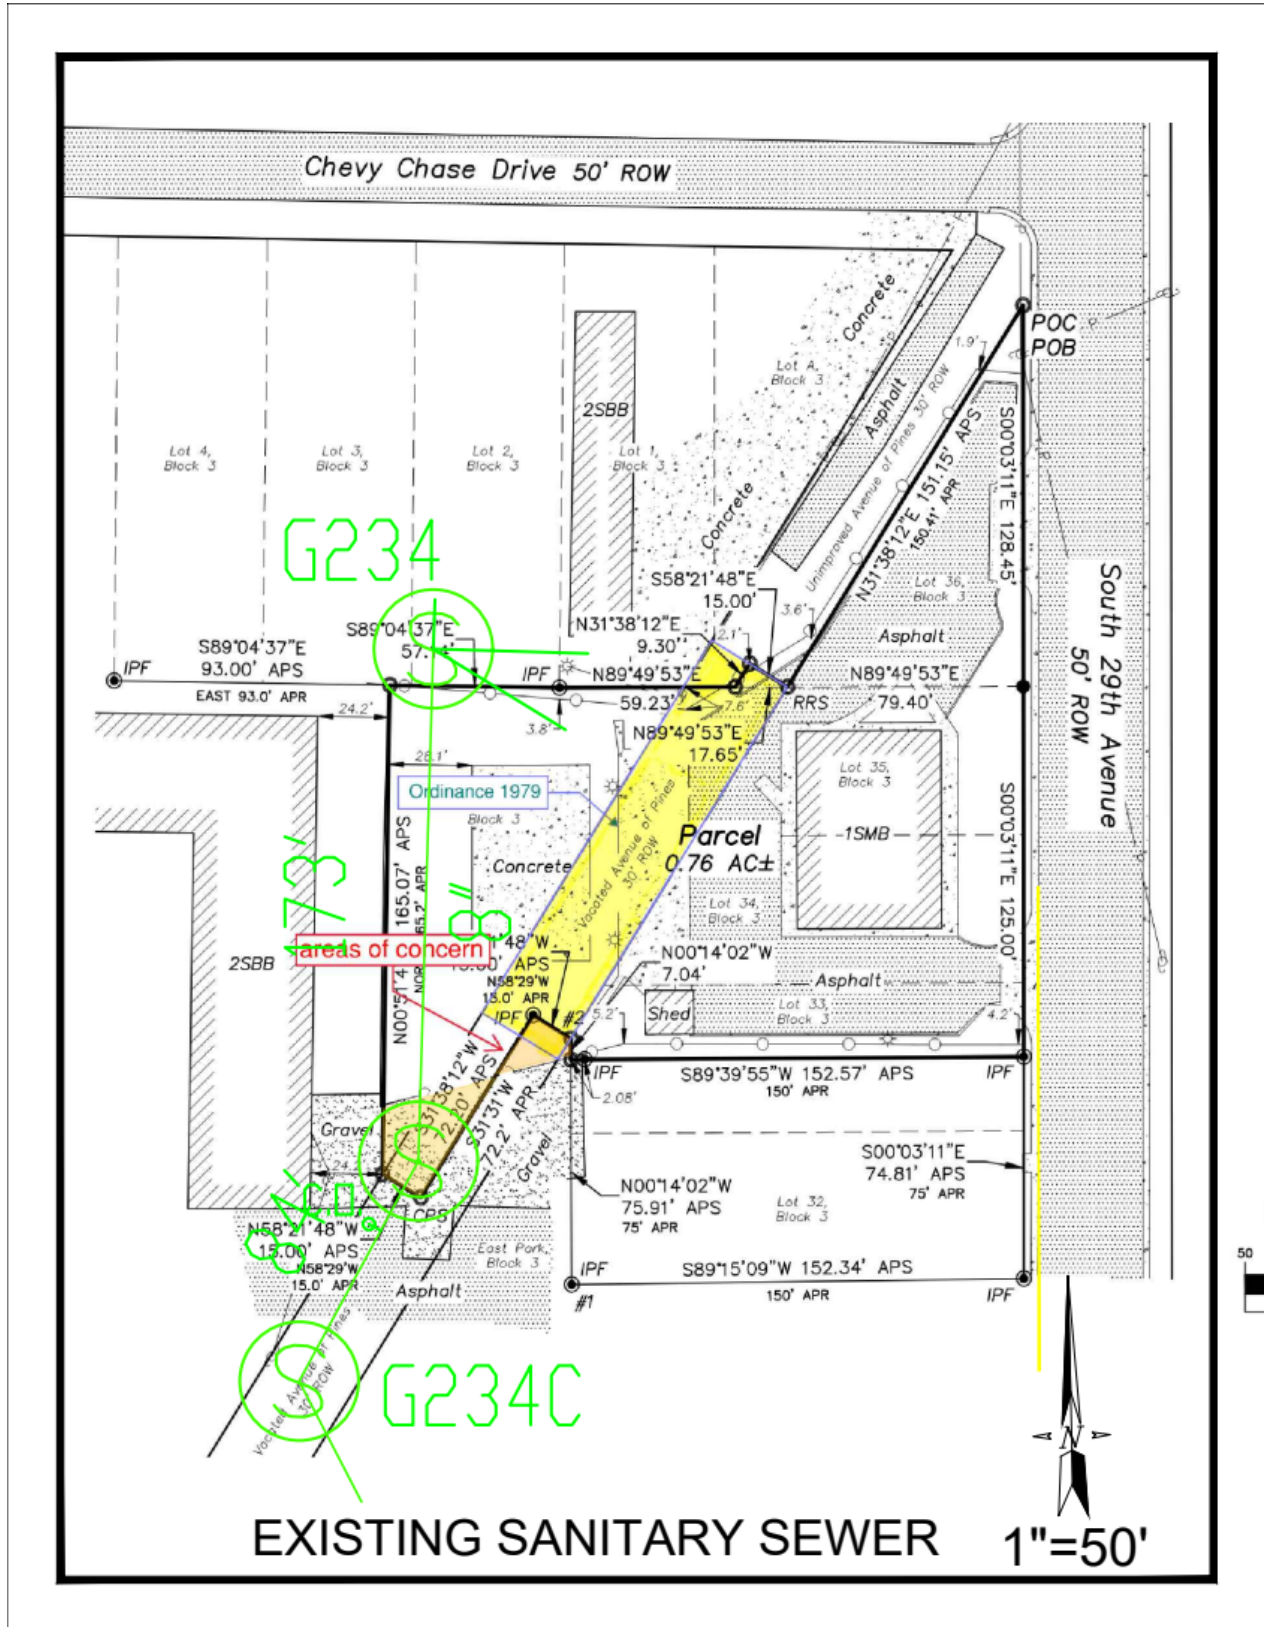 Chevy Chase Drive 50' ROW
Concrete
Asphalt
Unimproved Avenue of Pines 30' ROW
POC
POB
1.9'
Lot A,
Block 3
2SBB
Lot 4,
Block 3
Lot 3,
Block 3
Lot 2,
Block 3
Lot 1,
Block 3
N31°38'12"E 151.15' APS
150.41' APR
S00°03'11"E 128.45'
South 29th Avenue
50' ROW
Concrete
G234
S58°21'48"E
15.00'
Lot 36,
Block 3
3.6'
Asphalt
S89°04'37"E
93.00' APS
EAST 93.0' APR
IPF
S89°04'37"E
IPF
N31°38'12"E
9.30'
2.1'
N89°49'53"E
59.23'
7.6'
RRS
N89°49'53"E
79.40'
24.2'
3.8'
N89°49'53"E
17.65'
28.1'
Ordinance 1979
Block 3
Lot 35,
Block 3
1SMB
Vacated Avenue of Pines
30' ROW
Parcel
0.76 AC±
Concrete
173'
8"
165.07' APS
S00°03'11"E 125.00'
Lot 34,
Block 3
areas of concern
2SBB
N58°29'W
15.0' APR
IPF
#2
N00°14'02"W
7.04'
Asphalt
Shed
Lot 33,
Block 3
5.2'
4.2'
IPF
S89°39'55"W 152.57' APS
150' APR
IPF
2.08'
S31°31'W
72.2' APR
Gravel
Gravel
S00°03'11"E
74.81' APS
75' APR
N00°14'02"W
75.91' APS
75' APR
Lot 32,
Block 3
CPS
N58°21'48"W
15.00' APS
N58°29'W
15.0' APR
East Park,
Block 3
Asphalt
IPF
#1
S89°15'09"W 152.34' APS
150' APR
IPF
50
Vacated Avenue of Pines
30' ROW
G234C
N
EXISTING SANITARY SEWER
1"=50'